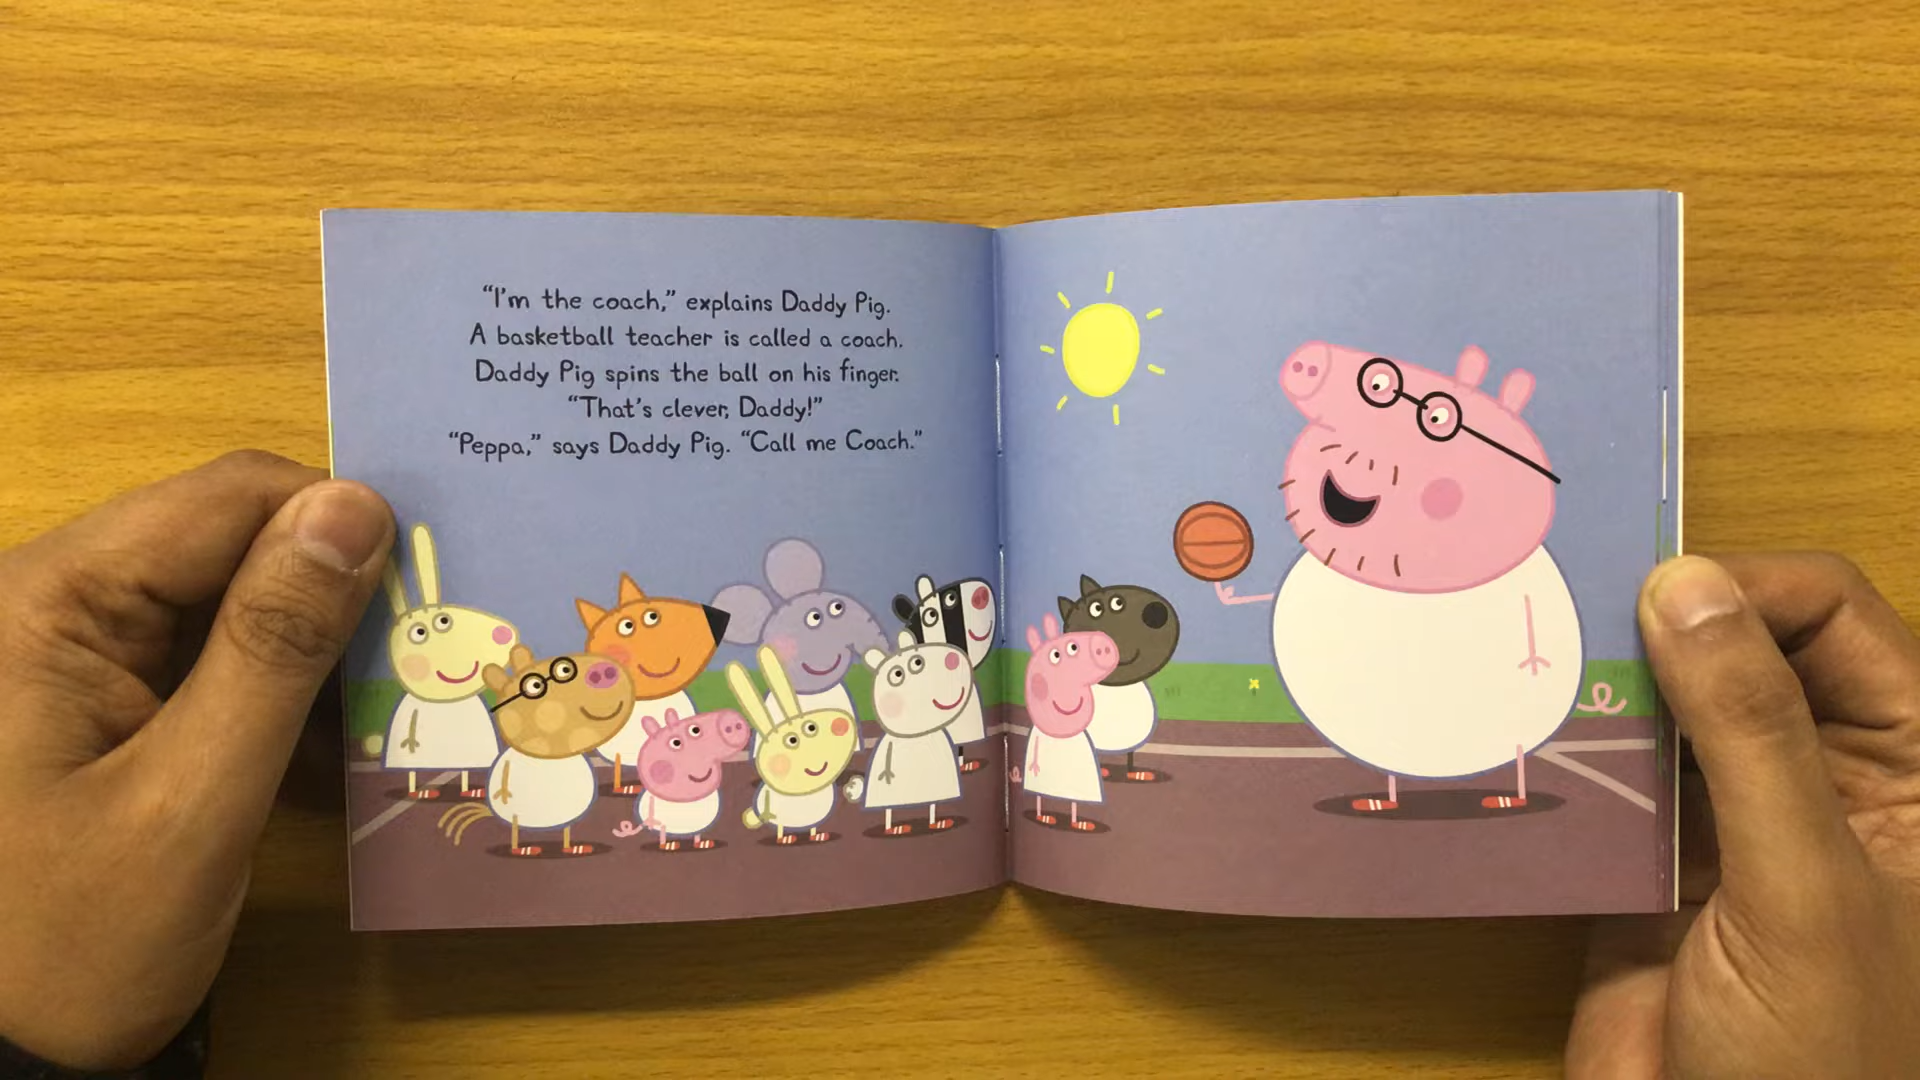 “I'm the coach,” explains Daddy Pig.
A basketball teacher is called a coach.
Daddy Pig spins the ball on his finger.
“That's clever, Daddy!”
“Peppa,” says Daddy Pig. “Call me Coach.”